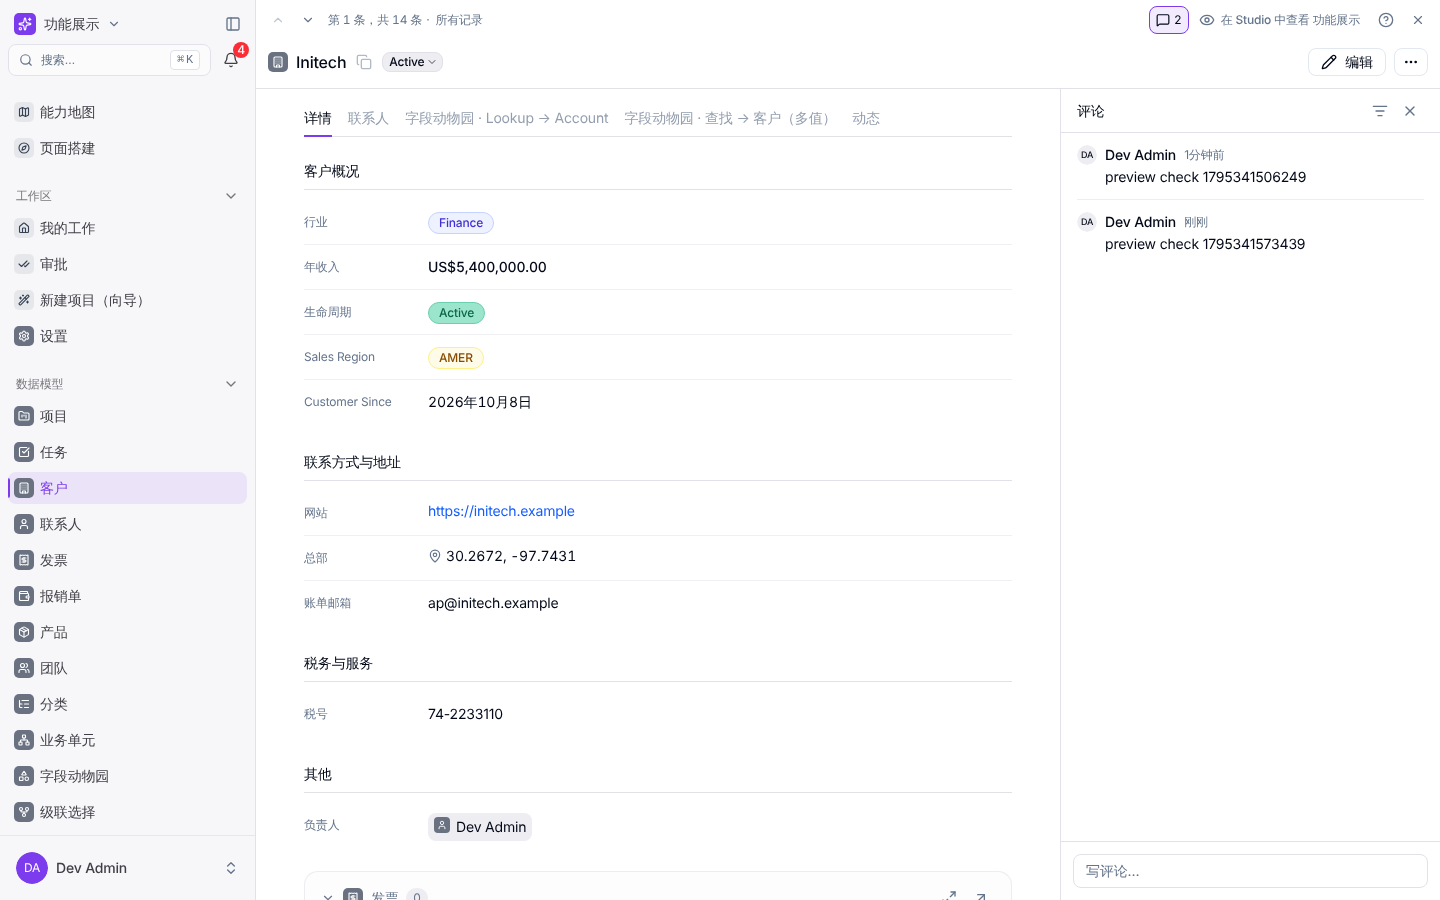 功能展示
搜索...
⌘K
4
能力地图
页面搭建
工作区
我的工作
审批
新建项目（向导）
设置
数据模型
项目
任务
客户
联系人
发票
报销单
产品
团队
分类
业务单元
字段动物园
级联选择
DA
Dev Admin
第 1 条，共 14 条 · 所有记录
2
在 Studio 中查看 功能展示
Initech
Active
编辑
详情
联系人
字段动物园 · Lookup → Account
字段动物园 · 查找 → 客户（多值）
动态
客户概况
行业
Finance
年收入
US$5,400,000.00
生命周期
Active
Sales Region
AMER
Customer Since
2026年10月8日
联系方式与地址
网站
https://initech.example
总部
30.2672, -97.7431
账单邮箱
ap@initech.example
税务与服务
税号
74-2233110
其他
负责人
Dev Admin
发票
0
评论
DA
Dev Admin
1分钟前
preview check 1795341506249
DA
Dev Admin
刚刚
preview check 1795341573439
写评论...